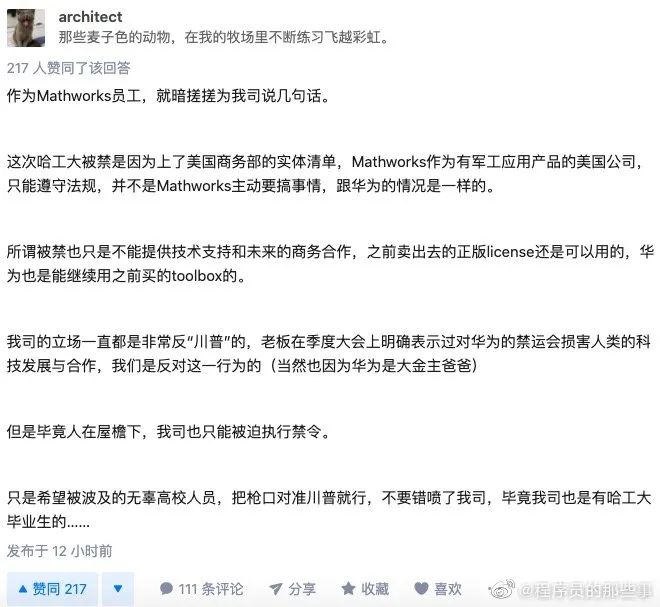 architect
那些麦子色的动物，在我的牧场里不断练习飞越彩虹。
217 人赞同了该回答
作为Mathworks员工，就暗搓搓为我司说几句话。
这次哈工大被禁是因为上了美国商务部的实体清单，Mathworks作为有军工应用产品的美国公司，
只能遵守法规，并不是Mathworks主动要搞事情，跟华为的情况是一样的。
所谓被禁也只是不能提供技术支持和未来的商务合作，之前卖出去的正版license还是可以用的，华
为也是能继续用之前买的toolbox的。
我司的立场一直都是非常反“川普”的，老板在季度大会上明确表示过对华为的禁运会损害人类的科
技发展与合作，我们是反对这一行为的（当然也因为华为是大金主爸爸）
但是毕竟人在屋檐下，我司也只能被迫执行禁令。
只是希望被波及的无辜高校人员，把枪口对准川普就行，不要错喷了我司，毕竟我司也是有哈工大
毕业生的......
发布于 12 小时前
赞同 217 111 条评论 分享 收藏 喜欢 @程序员的那些事